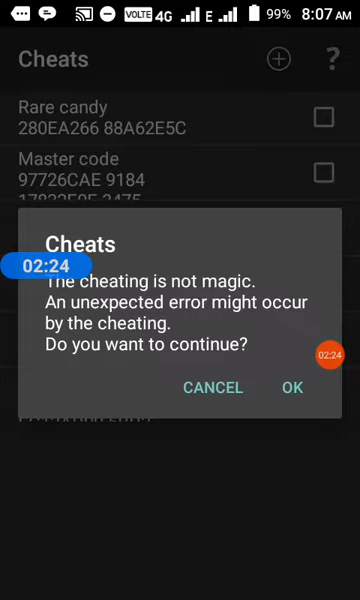 VOLTE 4G E 99% 8:07 AM
Cheats ?
Rare candy
280EA266 88A62E5C
Master code
97726CAE 9184
Cheats
02:24
The cheating is not magic.
An unexpected error might occur
by the cheating.
Do you want to continue?
02:24
CANCEL OK